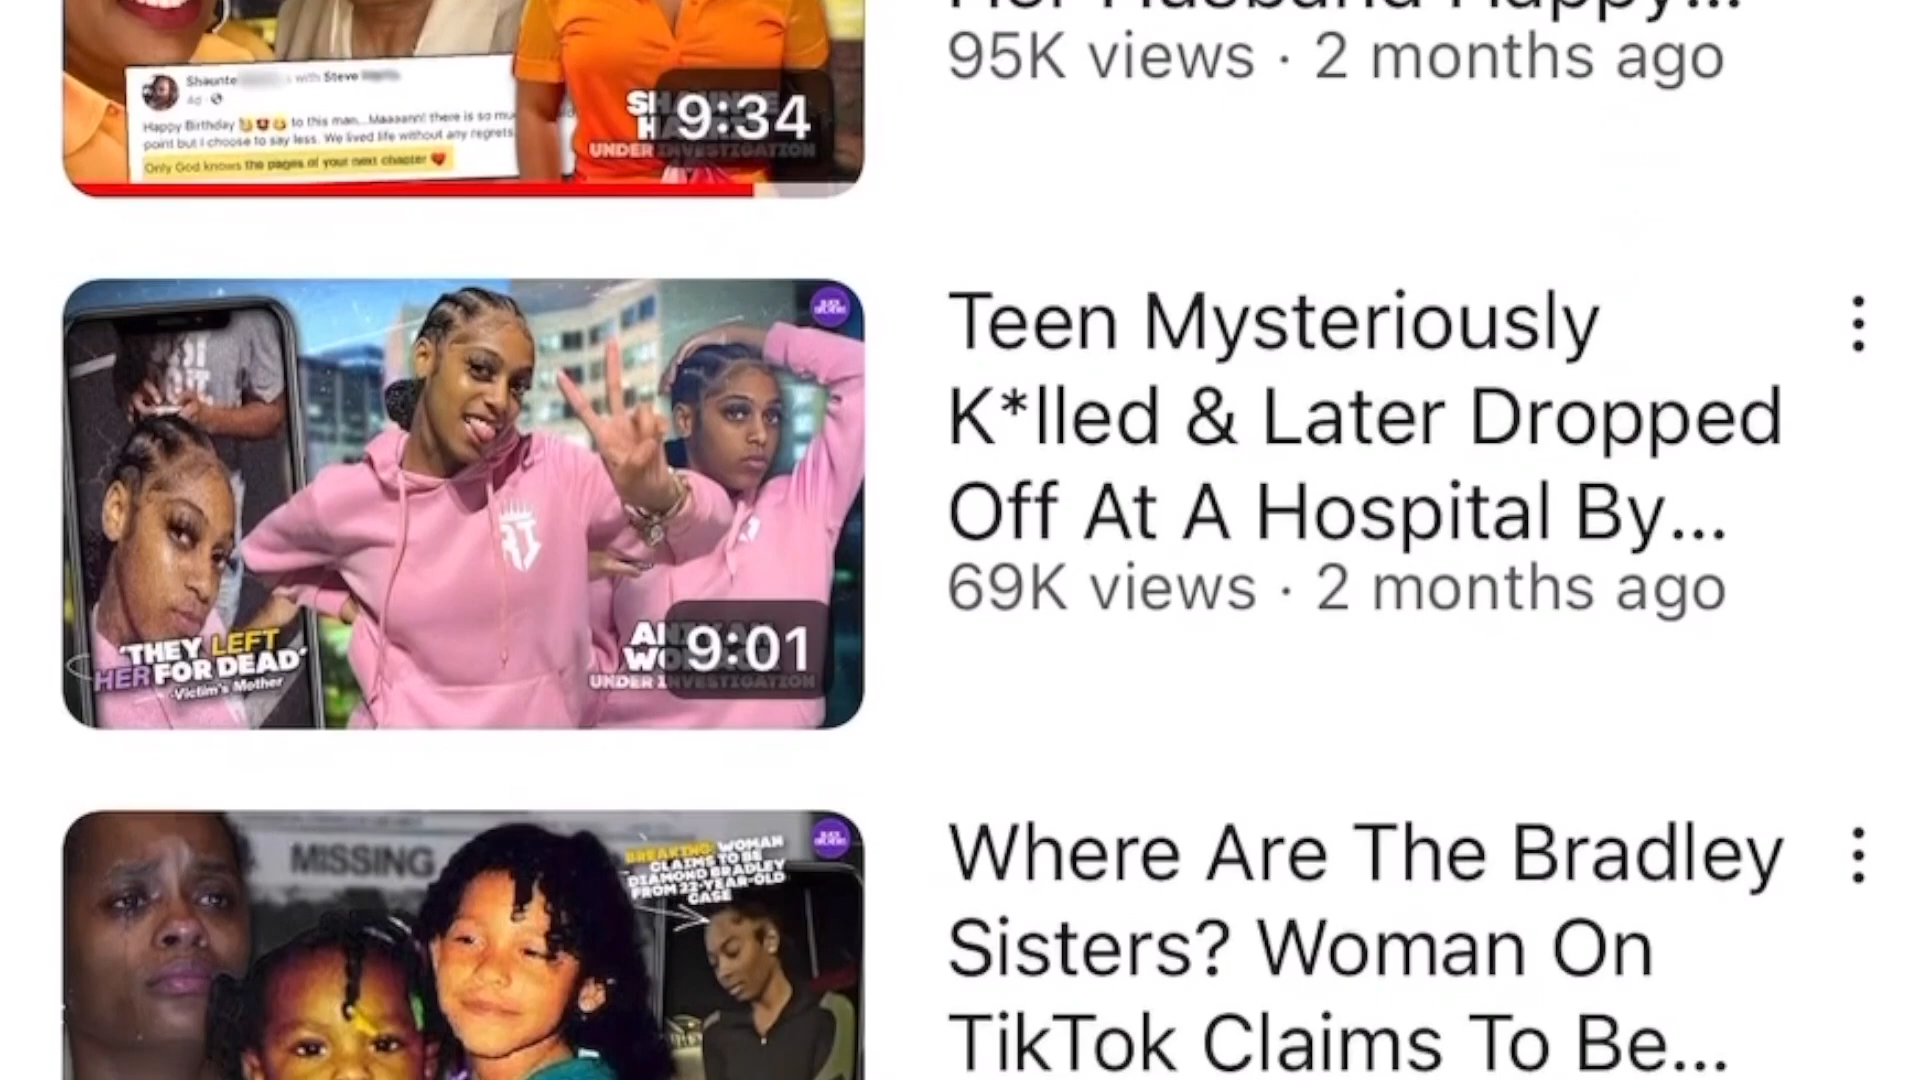 Her Husband Happy...
95K views · 2 months ago
Shaunte with Steve
4d
Happy Birthday to this man...Maaaann! there is so mu
point but I choose to say less. We lived life without any regrets.
Only God knows the pages of your next chapter
UNDER INVESTIGATION
9:34
Teen Mysteriously
K*lled & Later Dropped
Off At A Hospital By...
69K views · 2 months ago
'THEY LEFT
HER FOR DEAD'
-Victim's Mother
UNDER INVESTIGATION
9:01
Where Are The Bradley
Sisters? Woman On
TikTok Claims To Be...
MISSING
BREAKING: WOMAN
CLAIMS TO BE
DIAMOND BRADLEY
FROM 22-YEAR-OLD
CASE